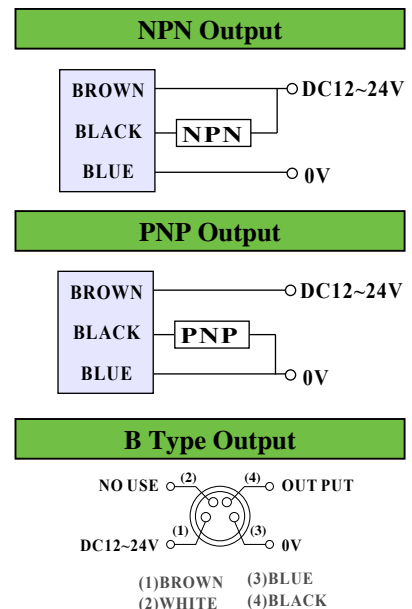 NPN Output
BROWN
DC12~24V
BLACK
NPN
BLUE
0V
PNP Output
BROWN
DC12~24V
BLACK
PNP
BLUE
0V
B Type Output
NO USE (2) (4) OUT PUT
DC12~24V (1) (3) 0V
(1)BROWN (3)BLUE
(2)WHITE (4)BLACK